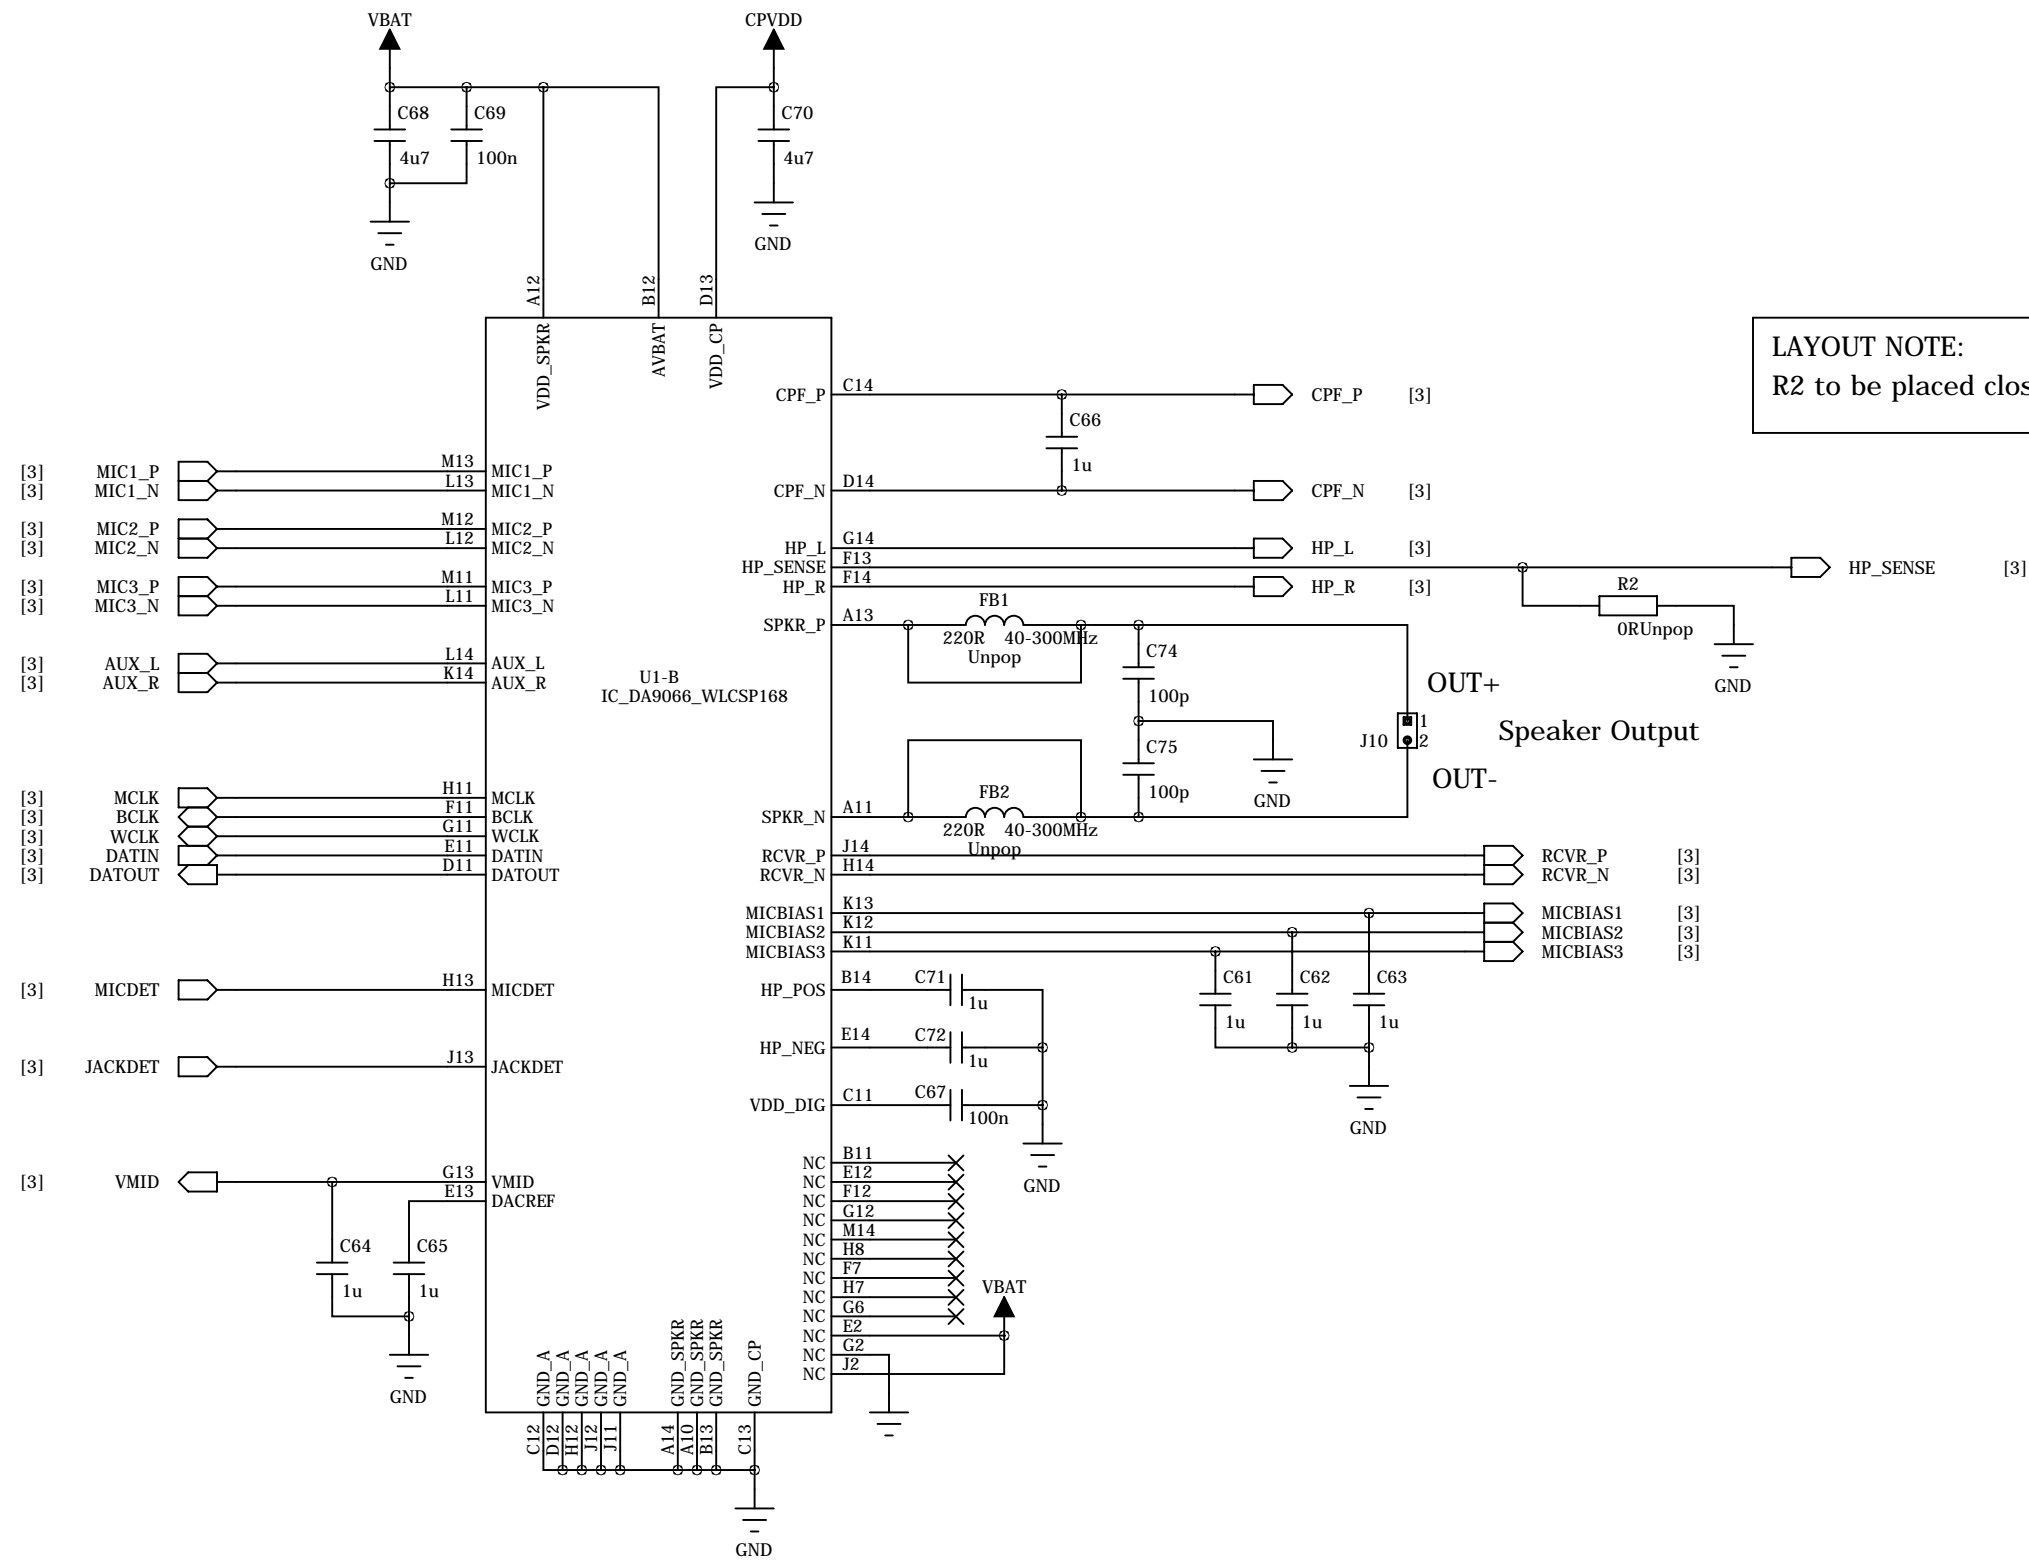 VBAT
CPVDD
C68
4u7
C69
100n
C70
4u7
GND
GND
A12
B12
D13
VDD_SPKR
AVBAT
VDD_CP
LAYOUT NOTE:
R2 to be placed clos
[3] MIC1_P M13 MIC1_P
[3] MIC1_N L13 MIC1_N
[3] MIC2_P M12 MIC2_P
[3] MIC2_N L12 MIC2_N
[3] MIC3_P M11 MIC3_P
[3] MIC3_N L11 MIC3_N
[3] AUX_L L14 AUX_L
[3] AUX_R K14 AUX_R
[3] MCLK H11 MCLK
[3] BCLK F11 BCLK
[3] WCLK G11 WCLK
[3] DATIN E11 DATIN
[3] DATOUT D11 DATOUT
[3] MICDET H13 MICDET
[3] JACKDET J13 JACKDET
[3] VMID G13 VMID
E13 DACREF
C64
1u
C65
1u
GND
U1-B
IC_DA9066_WLCSP168
CPF_P C14 CPF_P [3]
C66
1u
CPF_N D14 CPF_N [3]
HP_L G14 HP_L [3]
HP_SENSE F13 HP_SENSE [3]
HP_R F14 HP_R [3]
R2
0RUnpop
GND
SPKR_P A13
FB1
220R 40-300MHz
Unpop
C74
100p
C75
100p
GND
OUT+
Speaker Output
J10
1
2
OUT-
SPKR_N A11
FB2
220R 40-300MHz
Unpop
RCVR_P J14 RCVR_P [3]
RCVR_N H14 RCVR_N [3]
MICBIAS1 K13 MICBIAS1 [3]
MICBIAS2 K12 MICBIAS2 [3]
MICBIAS3 K11 MICBIAS3 [3]
C61
1u
C62
1u
C63
1u
GND
HP_POS B14 C71
1u
HP_NEG E14 C72
1u
VDD_DIG C11 C67
100n
GND
NC B11
NC E12
NC F12
NC G12
NC M14
NC H8
NC F7
NC H7
NC G6
NC E2
NC G2
NC J2
VBAT
GND_A
GND_A
GND_A
GND_A
GND_A
GND_SPKR
GND_SPKR
GND_SPKR
GND_CP
C12
D12
H12
J12
J11
A14
A10
B13
C13
GND